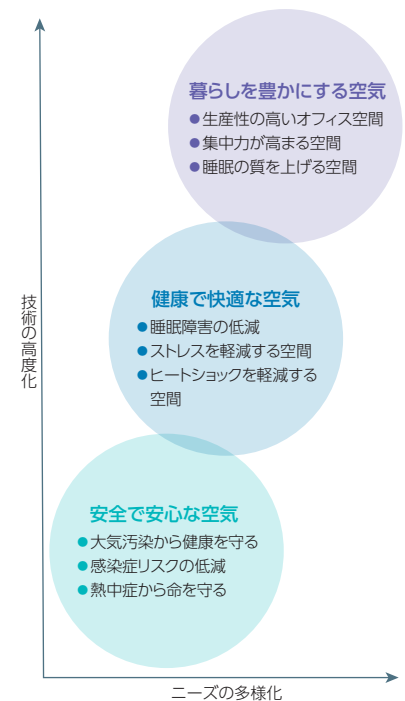 暮らしを豊かにする空気
●生産性の高いオフィス空間
●集中力が高まる空間
●睡眠の質を上げる空間
健康で快適な空気
●睡眠障害の低減
●ストレスを軽減する空間
●ヒートショックを軽減する
空間
技術の高度化
安全で安心な空気
●大気汚染から健康を守る
●感染症リスクの低減
●熱中症から命を守る
ニーズの多様化